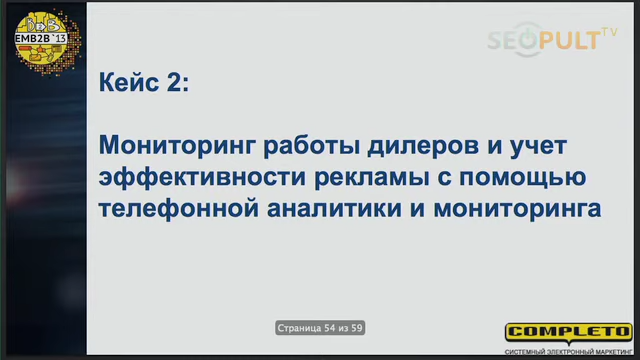 B2B
EMB2B`13
SEOPULT TV
Кейс 2:
Мониторинг работы дилеров и учет
эффективности рекламы с помощью
телефонной аналитики и мониторинга
Страница 54 из 59
COMPLETO
СИСТЕМНЫЙ ЭЛЕКТРОННЫЙ МАРКЕТИНГ